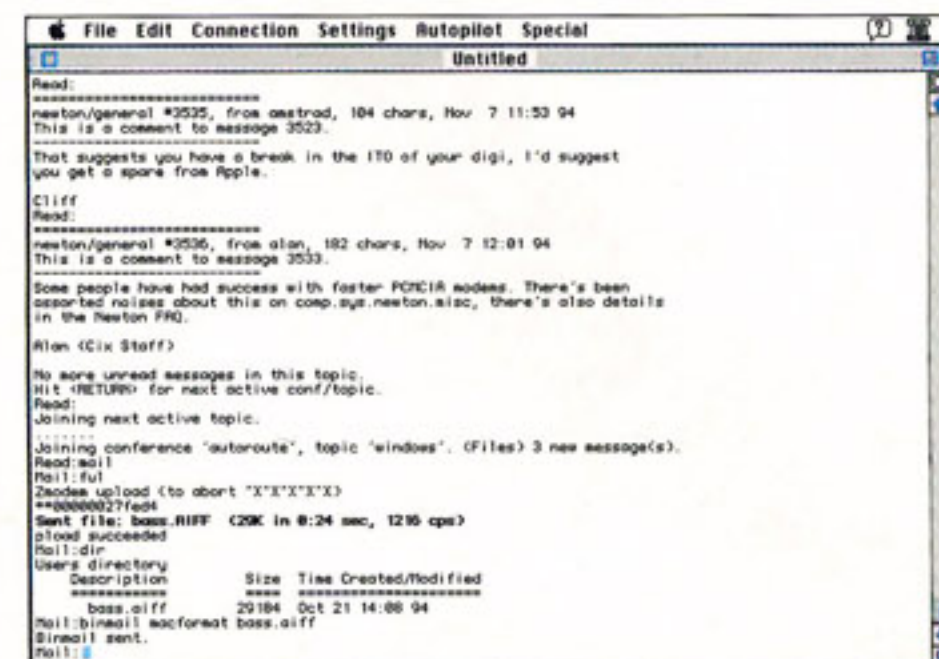 File Edit Connection Settings Autopilot Special
Untitled
Read:
==========================
newton/general #3535, from amstrad, 104 chars, Nov 7 11:53 94
This is a comment to message 3523.
--------------------------
That suggests you have a break in the ITO of your digi, I'd suggest
you get a spare from Apple.
Cliff
Read:
==========================
newton/general #3536, from alan, 182 chars, Nov 7 12:01 94
This is a comment to message 3533.
--------------------------
Some people have had success with faster PCMCIA modems. There's been
assorted noises about this on comp.sys.newton.misc, there's also details
in the Newton FAQ.
Alan (Cix Staff)
No more unread messages in this topic.
Hit <RETURN> for next active conf/topic.
Read:
Joining next active topic.
.......
Joining conference 'autoroute', topic 'windows'. (Files) 3 new message(s).
Read:mail
Mail:ful
Zmodem upload (to abort ^X^X^X^X^X)
**00000027fed4
Sent file: bass.AIFF (29K in 0:24 sec, 1216 cps)
pload succeeded
Mail:dir
Users directory
Description Size Time Created/Modified
=========== ==== =====================
bass.aiff 29184 Oct 21 14:08 94
Mail:binmail macformat bass.aiff
Binmail sent.
Mail: